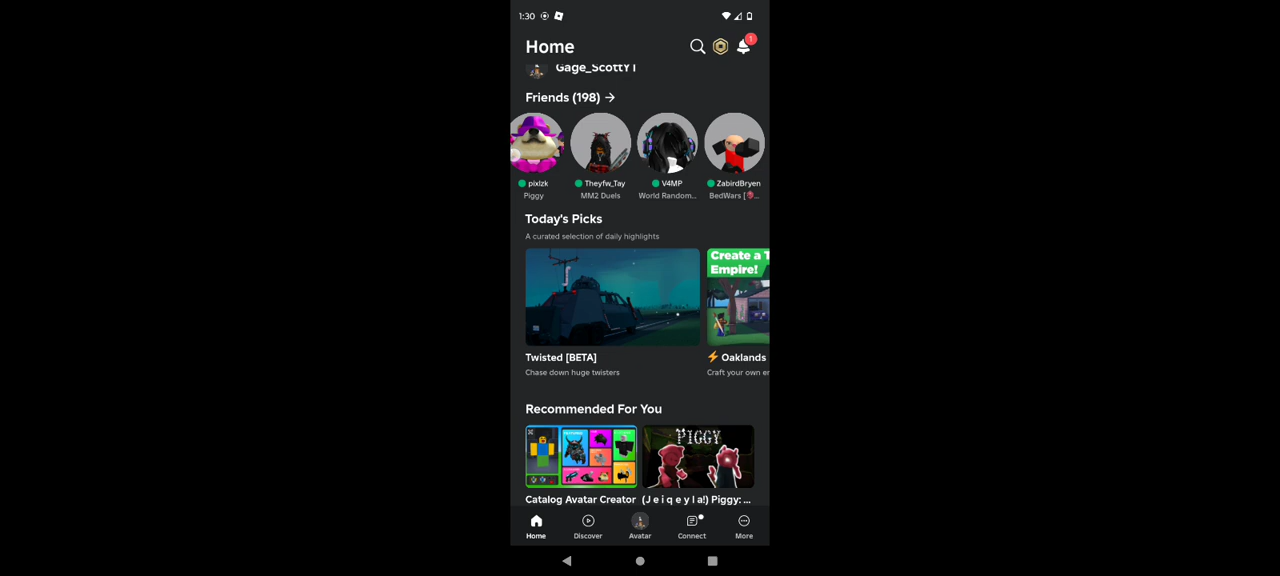 1:30
Home
1
Gage_ScottYT
Friends (198)
pixlzk
Theyfw_Tay
V4MP
ZabirdBryen
Piggy
MM2 Duels
World Random...
BedWars [
Today's Picks
A curated selection of daily highlights
Create a T
Empire!
Twisted [BETA]
⚡ Oaklands
Chase down huge twisters
Craft your own er
Recommended For You
PIGGY
Catalog Avatar Creator
(J e i q e y l a!) Piggy: ...
Home
Discover
Avatar
Connect
More